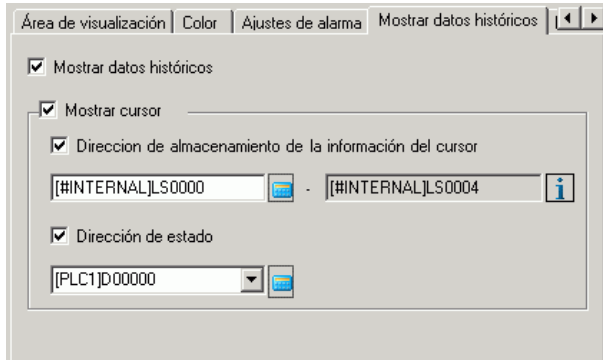 Área de visualización Color Ajustes de alarma Mostrar datos históricos
Mostrar datos históricos
Mostrar cursor
Direccion de almacenamiento de la información del cursor
[#INTERNAL]LS0000 - [#INTERNAL]LS0004
Dirección de estado
[PLC1]D00000